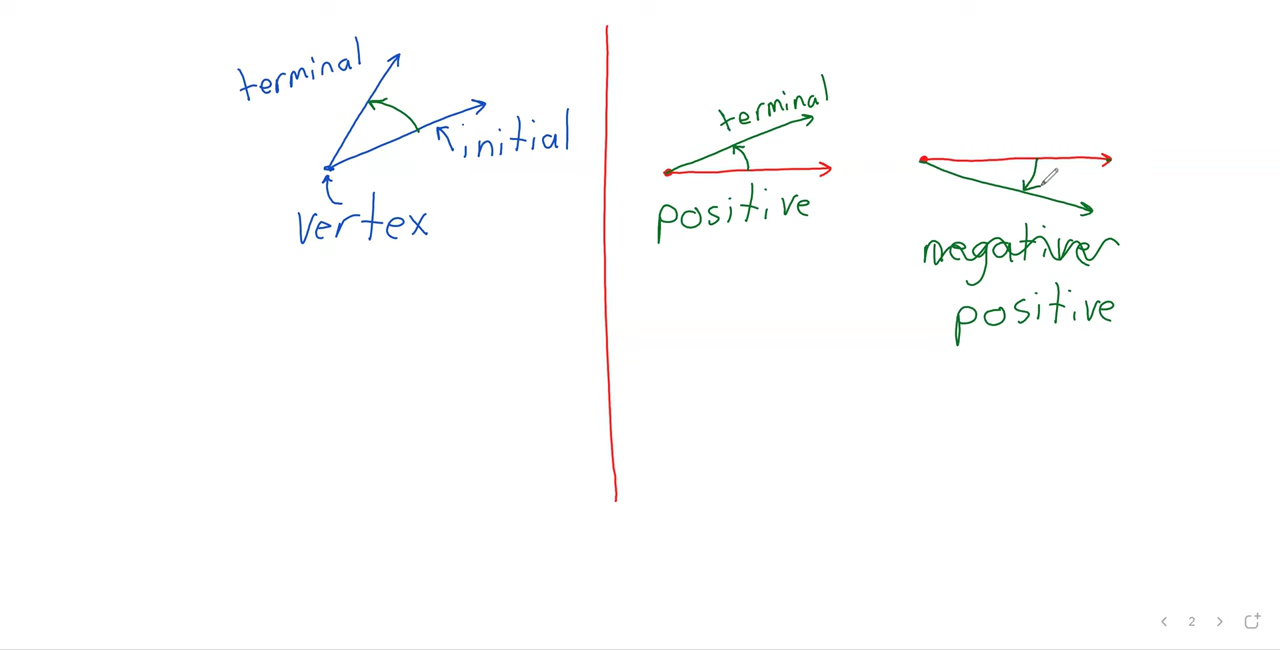 terminal
initial
vertex
terminal
positive
negative
positive
2